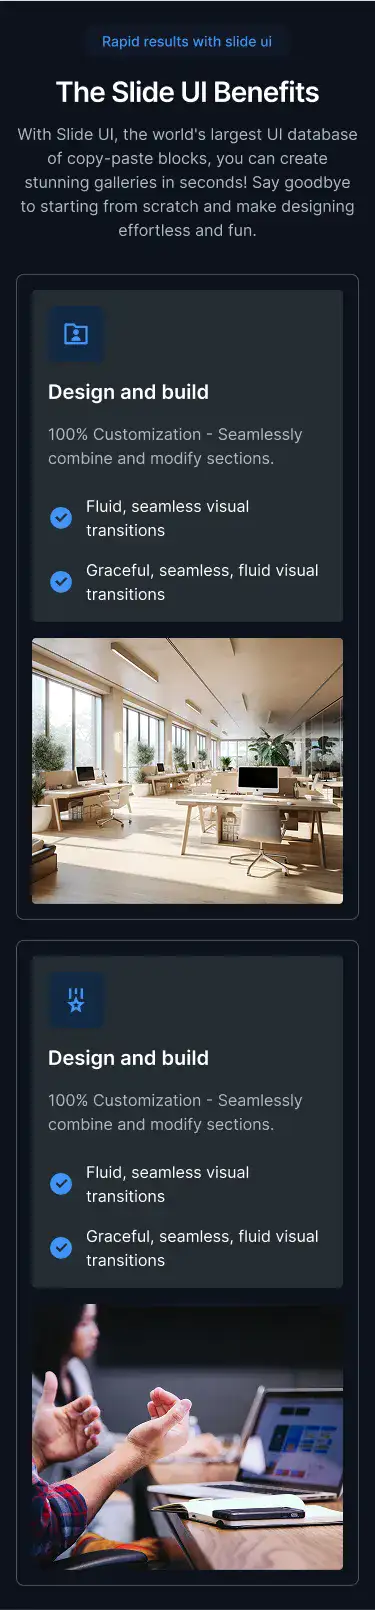 Rapid results with slide ui
The Slide UI Benefits
With Slide UI, the world's largest UI database
of copy-paste blocks, you can create
stunning galleries in seconds! Say goodbye
to starting from scratch and make designing
effortless and fun.
Design and build
100% Customization - Seamlessly
combine and modify sections.
Fluid, seamless visual
transitions
Graceful, seamless, fluid visual
transitions
Design and build
100% Customization - Seamlessly
combine and modify sections.
Fluid, seamless visual
transitions
Graceful, seamless, fluid visual
transitions